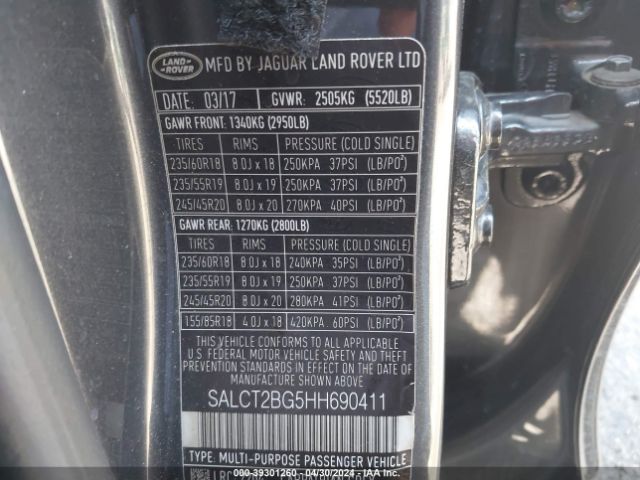 LAND ROVER
MFD BY JAGUAR LAND ROVER LTD
DATE: 03/17 GVWR: 2505KG (5520LB)
GAWR FRONT: 1340KG (2950LB)
TIRES RIMS PRESSURE (COLD SINGLE)
235/60R18 8.0J x 18 250KPA 37PSI (LB/PO²)
235/55R19 8.0J x 19 250KPA 37PSI (LB/PO²)
245/45R20 8.0J x 20 270KPA 40PSI (LB/PO²)
GAWR REAR: 1270KG (2800LB)
TIRES RIMS PRESSURE (COLD SINGLE)
235/60R18 8.0J x 18 240KPA 35PSI (LB/PO²)
235/55R19 8.0J x 19 250KPA 37PSI (LB/PO²)
245/45R20 8.0J x 20 280KPA 41PSI (LB/PO²)
155/85R18 4.0J x 18 420KPA 60PSI (LB/PO²)
THIS VEHICLE CONFORMS TO ALL APPLICABLE
U.S. FEDERAL MOTOR VEHICLE SAFETY AND THEFT
PREVENTION STANDARDS IN EFFECT ON THE DATE OF
MANUFACTURE SHOWN ABOVE.
SALCT2BG5HH690411
TYPE: MULTI-PURPOSE PASSENGER VEHICLE
000-39301260 - 04/30/2024 - IAAI.COM